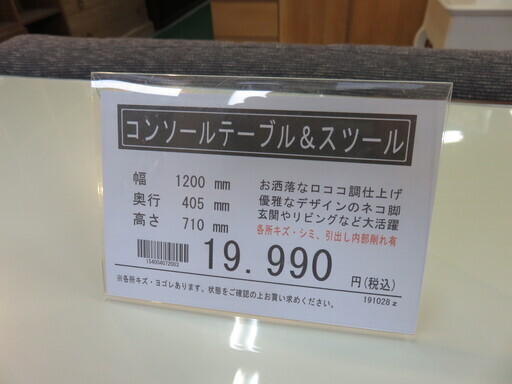 コンソールテーブル＆スツール
幅 1200 mm
奥行 405 mm
高さ 710 mm
お洒落なロココ調仕上げ
優雅なデザインのネコ脚
玄関やリビングなど大活躍
各所キズ・シミ、引出し内部削れ有
154004072003
19.990 円(税込)
※各所キズ・ヨゴレあります。状態をご確認の上お買い求めください。
191028 z